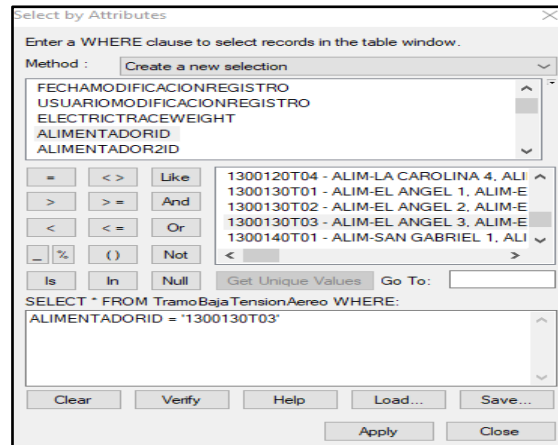 Select by Attributes
Enter a WHERE clause to select records in the table window.
Method : Create a new selection
FECHAMODIFICACIONREGISTRO
USUARIOMODIFICACIONREGISTRO
ELECTRICTRACEWEIGHT
ALIMENTADORID
ALIMENTADOR2ID
= < > Like
> > = And
< < = Or
_ % () Not
Is In Null
1300120T04 - ALIM-LA CAROLINA 4, ALI
1300130T01 - ALIM-EL ANGEL 1, ALIM-E
1300130T02 - ALIM-EL ANGEL 2, ALIM-E
1300130T03 - ALIM-EL ANGEL 3, ALIM-E
1300140T01 - ALIM-SAN GABRIEL 1, ALI
Get Unique Values Go To:
SELECT * FROM TramoBajaTensionAereo WHERE:
ALIMENTADORID = '1300130T03'
Clear Verify Help Load... Save...
Apply Close